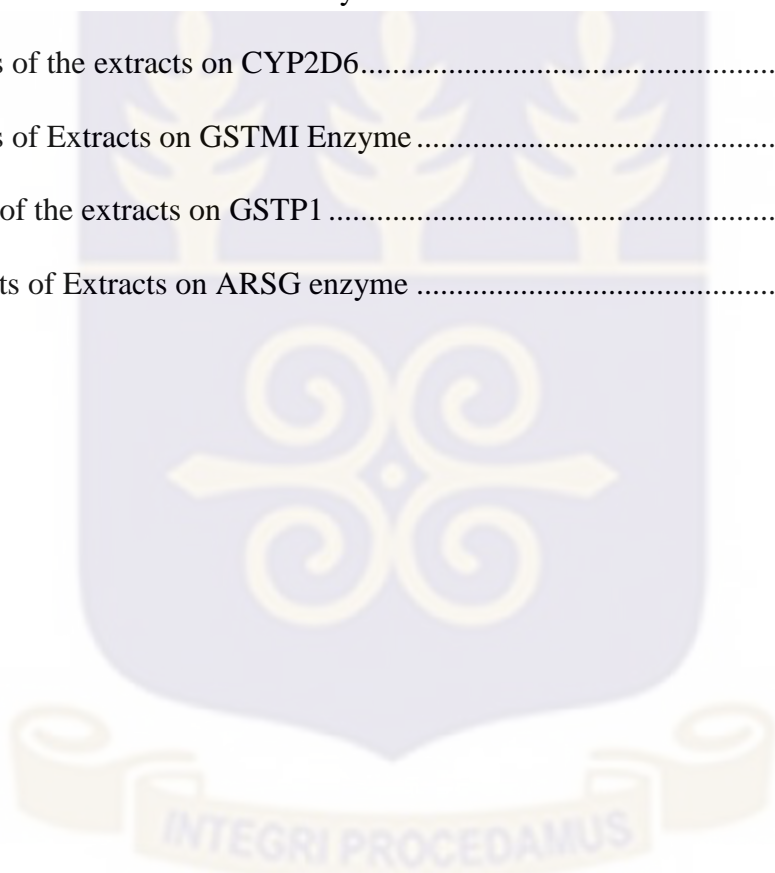 s of the extracts on CYP2D6
s of Extracts on GSTMI Enzyme
of the extracts on GSTP1
ts of Extracts on ARSG enzyme
INTEGRI PROCEDAMUS